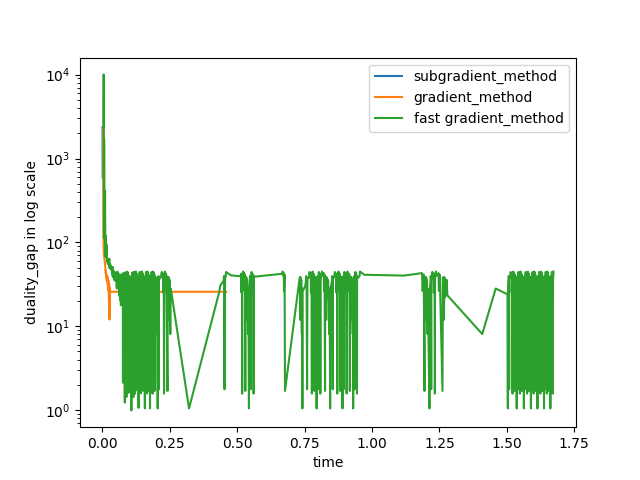 subgradient_method
gradient_method
fast gradient_method
duality_gap in log scale
10⁴
10³
10²
10¹
10⁰
0.00 0.25 0.50 0.75 1.00 1.25 1.50 1.75
time